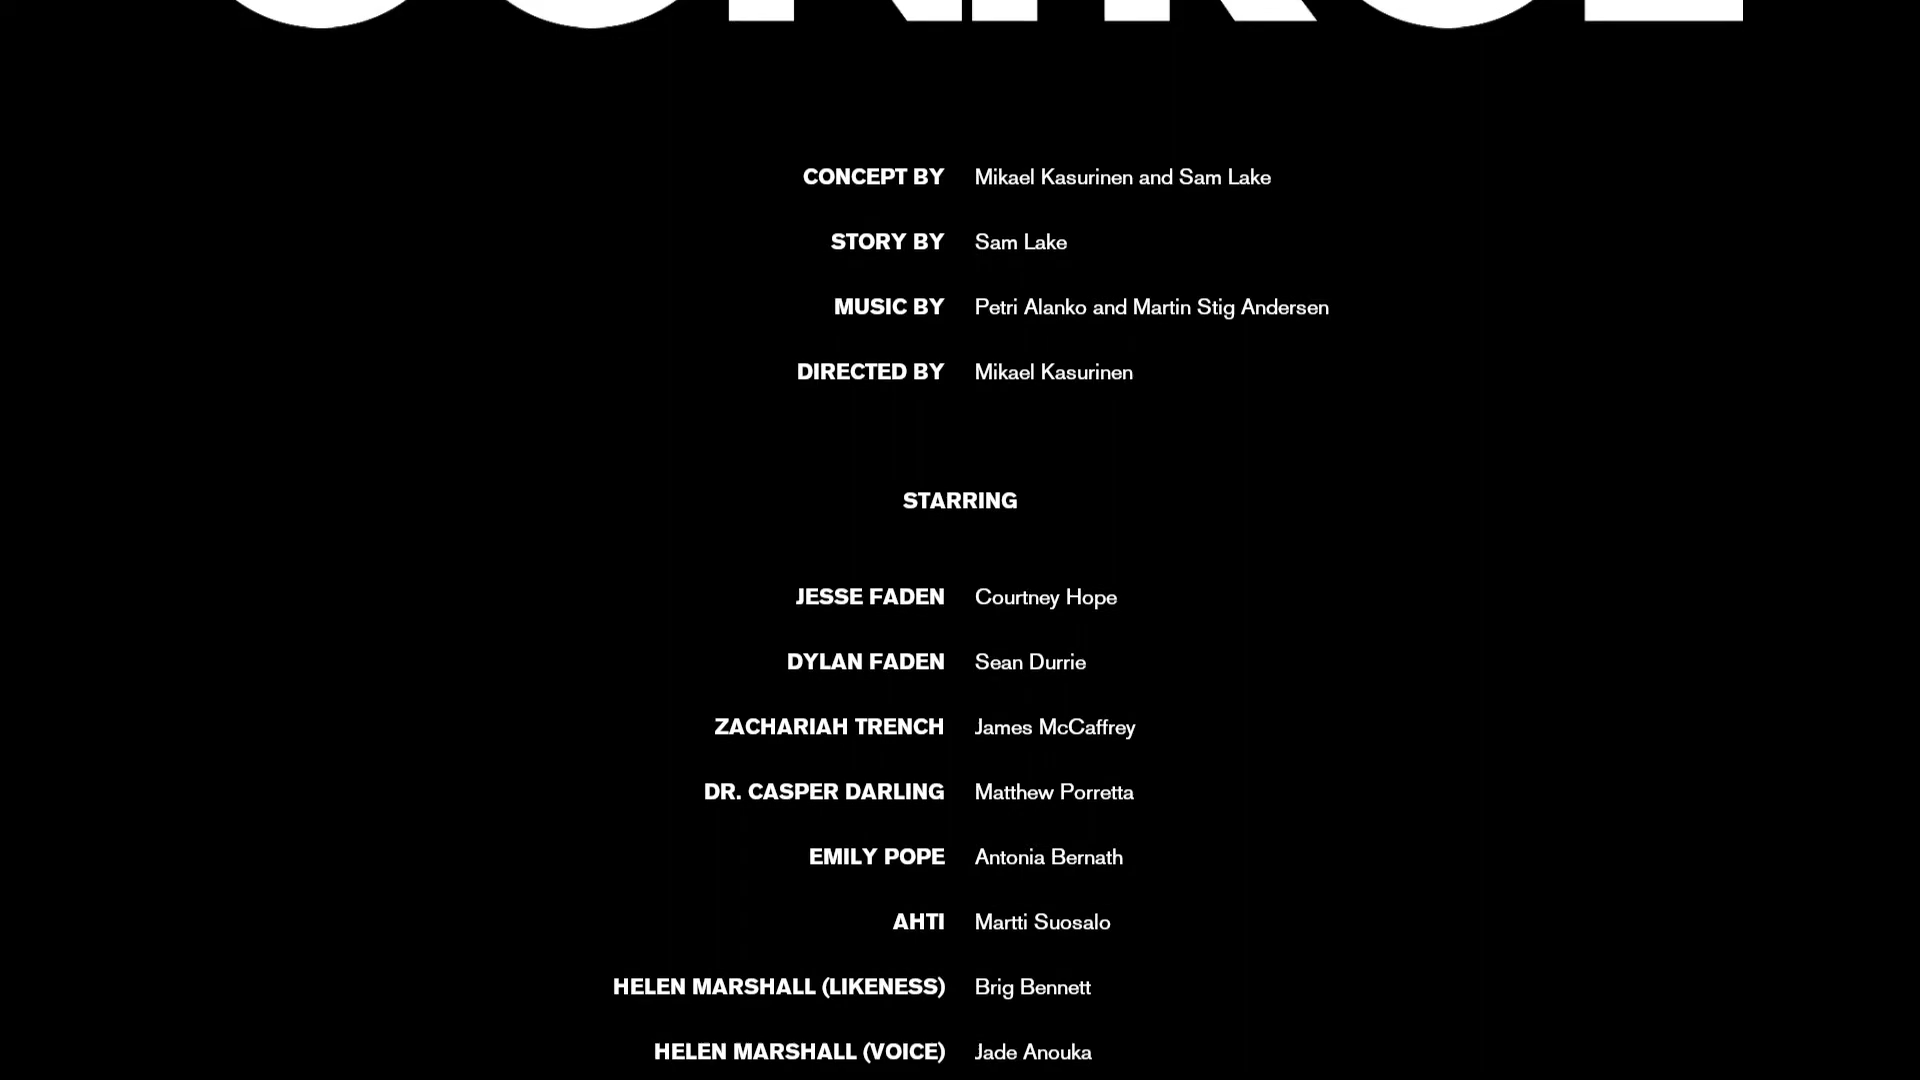 CONTROL
CONCEPT BY Mikael Kasurinen and Sam Lake
STORY BY Sam Lake
MUSIC BY Petri Alanko and Martin Stig Andersen
DIRECTED BY Mikael Kasurinen
STARRING
JESSE FADEN Courtney Hope
DYLAN FADEN Sean Durrie
ZACHARIAH TRENCH James McCaffrey
DR. CASPER DARLING Matthew Porretta
EMILY POPE Antonia Bernath
AHTI Martti Suosalo
HELEN MARSHALL (LIKENESS) Brig Bennett
HELEN MARSHALL (VOICE) Jade Anouka